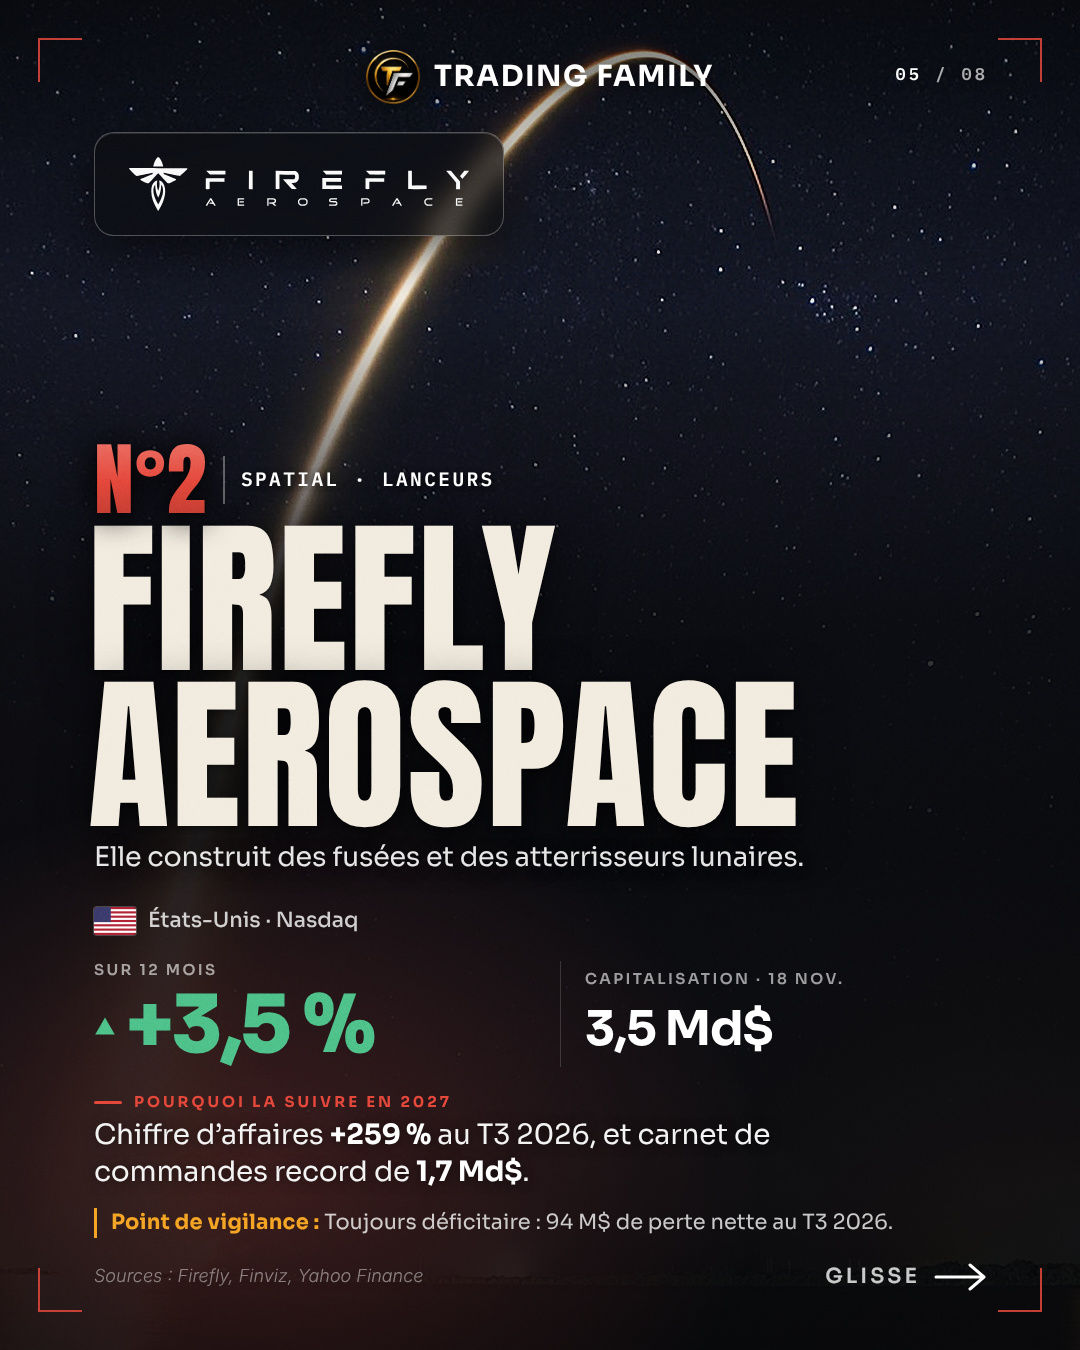 TRADING FAMILY
05 / 08
FIREFLY
AEROSPACE
N°2
SPATIAL · LANCEURS
FIREFLY
AEROSPACE
Elle construit des fusées et des atterrisseurs lunaires.
États-Unis · Nasdaq
SUR 12 MOIS
+3,5 %
CAPITALISATION · 18 NOV.
3,5 Md$
POURQUOI LA SUIVRE EN 2027
Chiffre d’affaires +259 % au T3 2026, et carnet de
commandes record de 1,7 Md$.
Point de vigilance : Toujours déficitaire : 94 M$ de perte nette au T3 2026.
Sources : Firefly, Finviz, Yahoo Finance
GLISSE